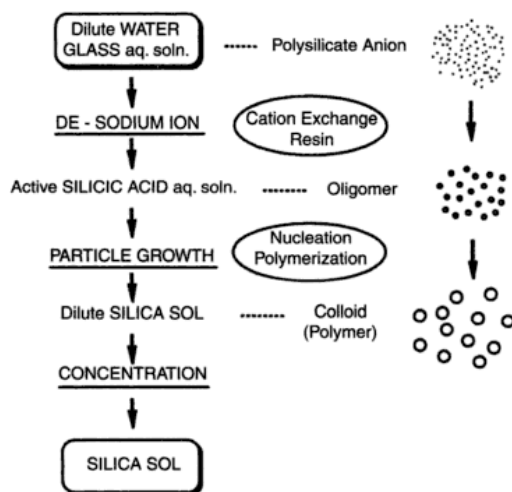 Dilute WATER
GLASS aq. soln.
Polysilicate Anion
DE - SODIUM ION
Cation Exchange
Resin
Active SILICIC ACID aq. soln.
Oligomer
PARTICLE GROWTH
Nucleation
Polymerization
Dilute SILICA SOL
Colloid
(Polymer)
CONCENTRATION
SILICA SOL